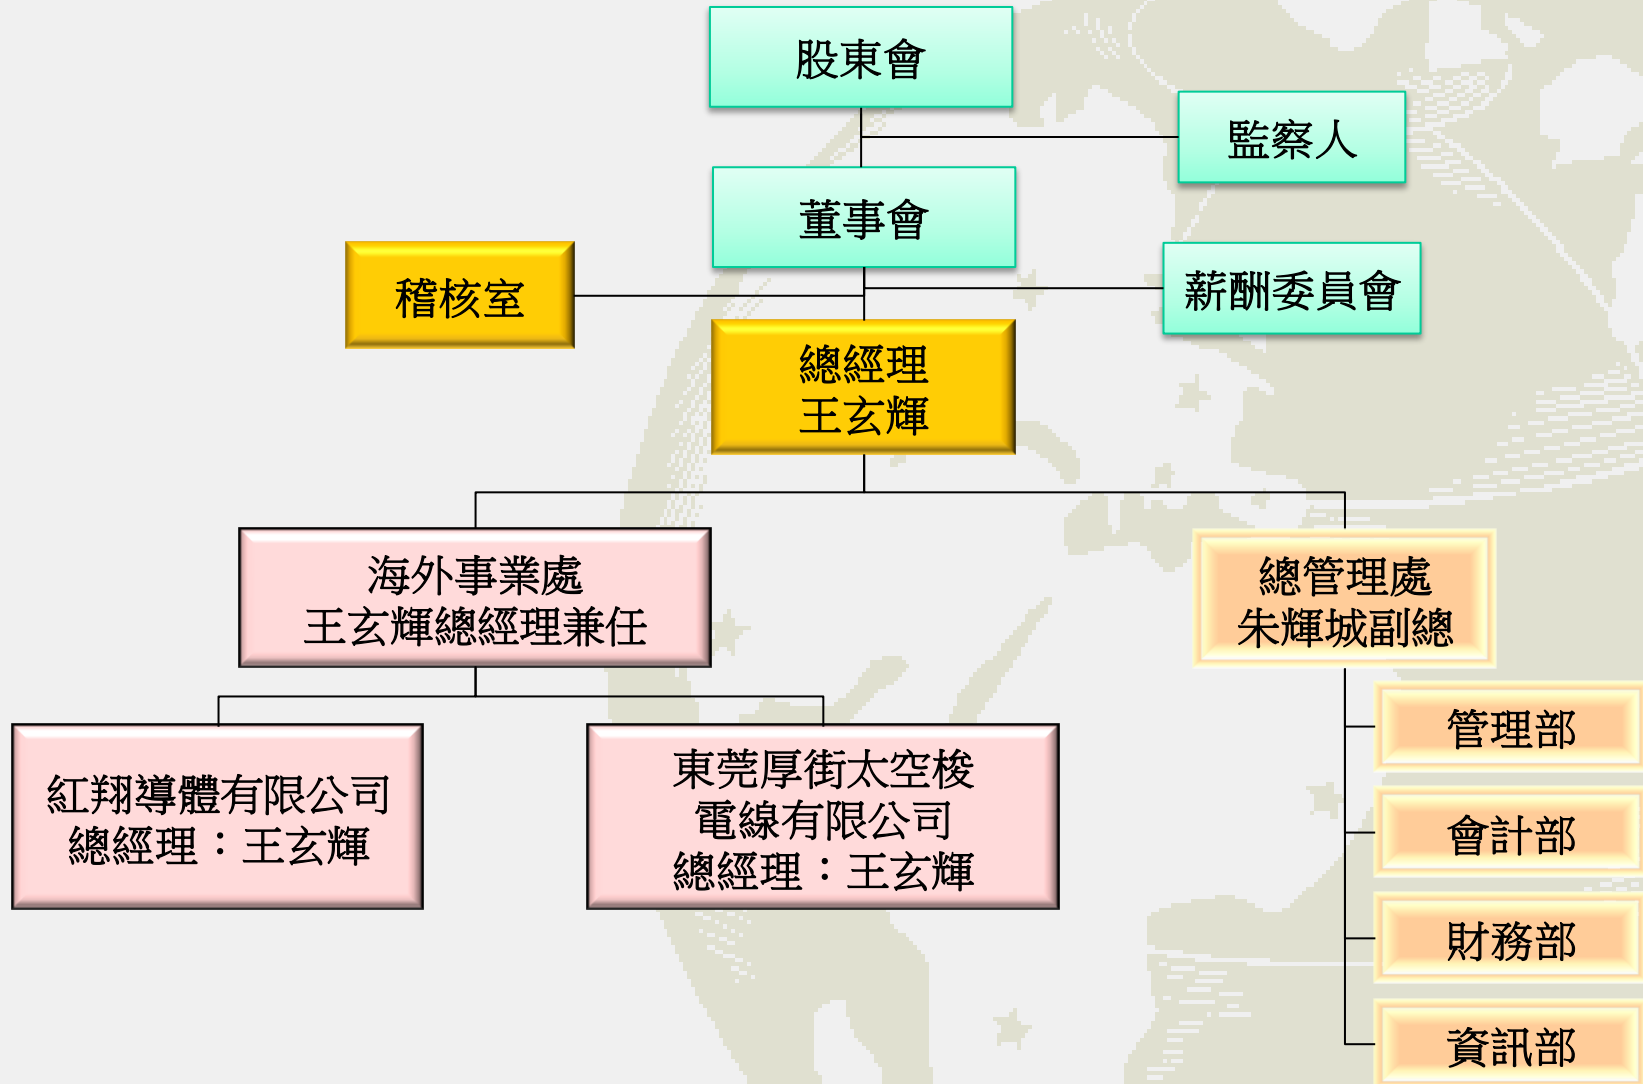 股東會
監察人
董事會
稽核室
薪酬委員會
總經理
王玄輝
海外事業處
王玄輝總經理兼任
總管理處
朱輝城副總
紅翔導體有限公司
總經理：王玄輝
東莞厚街太空梭
電線有限公司
總經理：王玄輝
管理部
會計部
財務部
資訊部